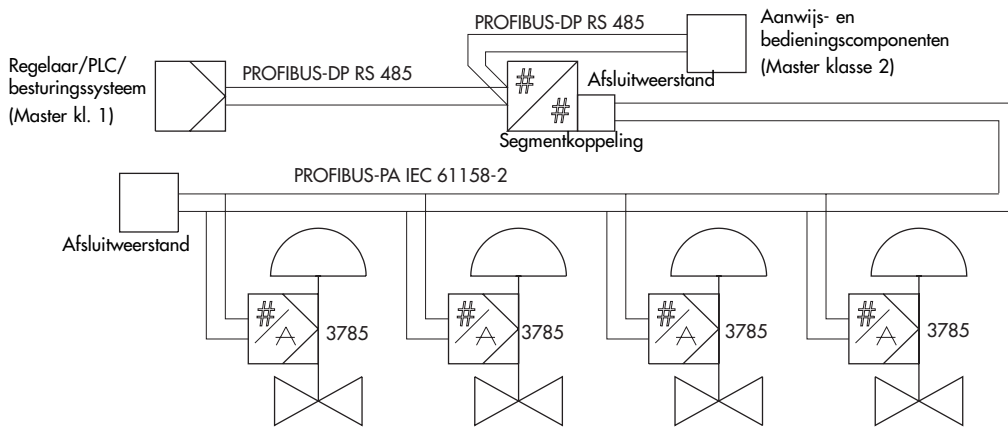 PROFIBUS-DP RS 485
Aanwijs- en
bedieningscomponenten
(Master klasse 2)
Regelaar/PLC/
besturingssysteem
(Master kl. 1)
PROFIBUS-DP RS 485
Afsluitweerstand
#
#
Segmentkoppeling
PROFIBUS-PA IEC 61158-2
Afsluitweerstand
#
A
3785
#
A
3785
#
A
3785
#
A
3785